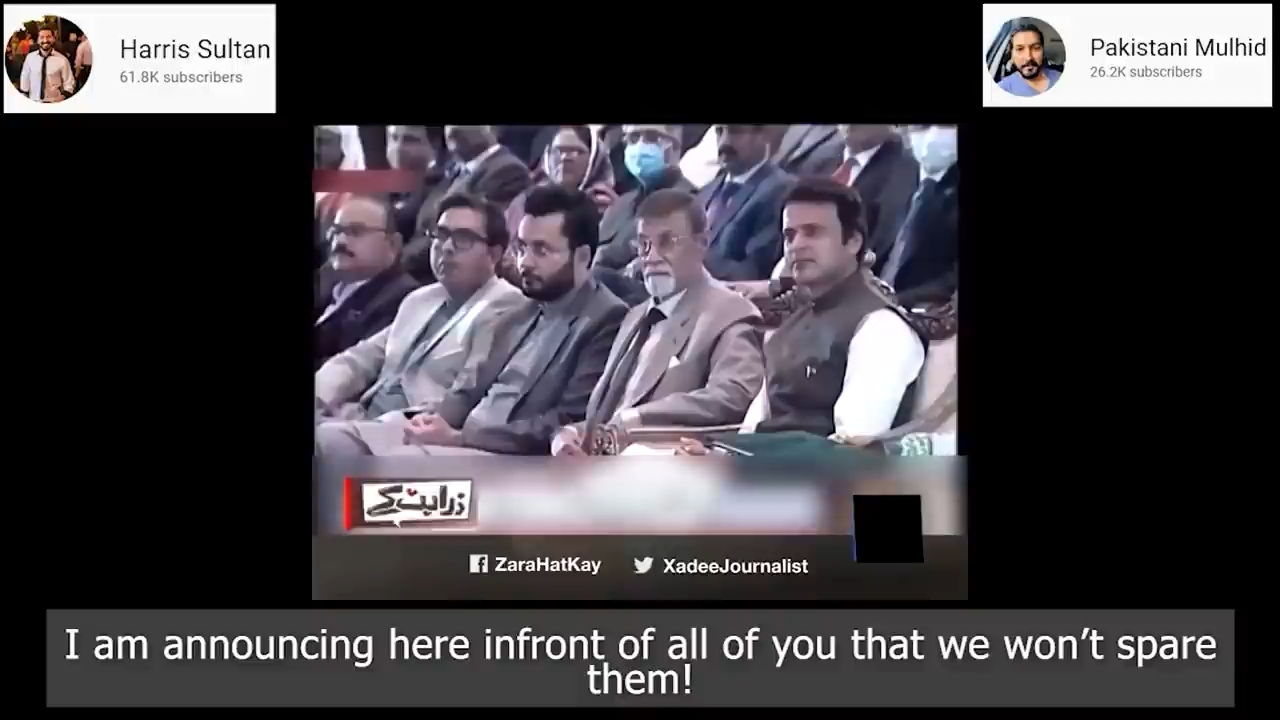 Harris Sultan
61.8K subscribers
Pakistani Mulhid
26.2K subscribers
ذرا ہٹ کے
ZaraHatKay
XadeeJournalist
I am announcing here infront of all of you that we won't spare
them!